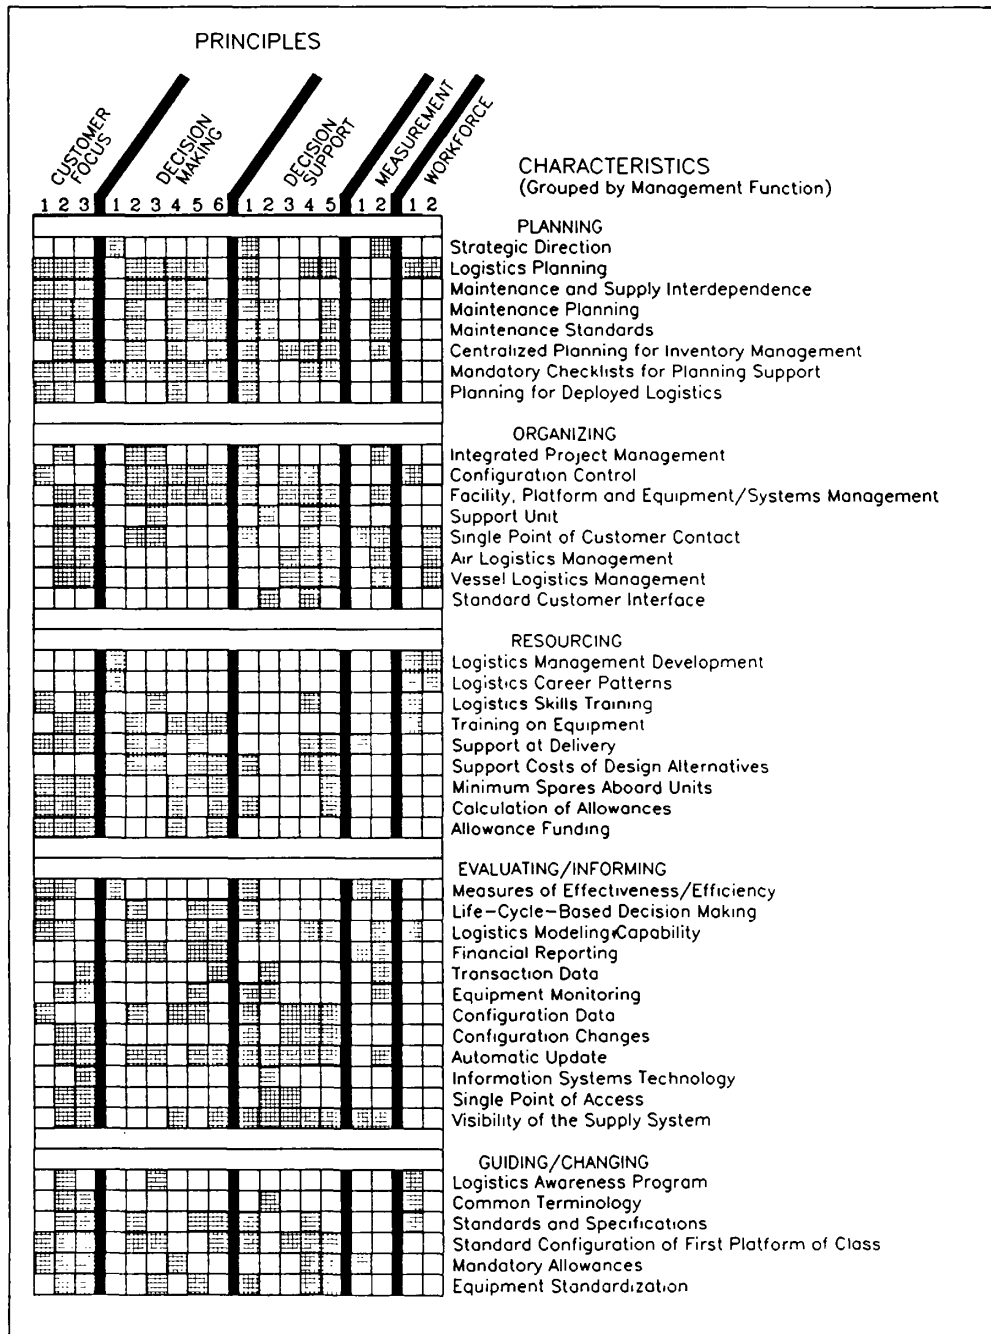 PRINCIPLES
CUSTOMER
FOCUS
DECISION
MAKING
DECISION
SUPPORT
MEASUREMENT
WORKFORCE
CHARACTERISTICS
(Grouped by Management Function)
1 2 3 1 2 3 4 5 6 1 2 3 4 5 1 2 1 2
PLANNING
Strategic Direction
Logistics Planning
Maintenance and Supply Interdependence
Maintenance Planning
Maintenance Standards
Centralized Planning for Inventory Management
Mandatory Checklists for Planning Support
Planning for Deployed Logistics
ORGANIZING
Integrated Project Management
Configuration Control
Facility, Platform and Equipment/Systems Management
Support Unit
Single Point of Customer Contact
Air Logistics Management
Vessel Logistics Management
Standard Customer Interface
RESOURCING
Logistics Management Development
Logistics Career Patterns
Logistics Skills Training
Training on Equipment
Support at Delivery
Support Costs of Design Alternatives
Minimum Spares Aboard Units
Calculation of Allowances
Allowance Funding
EVALUATING/INFORMING
Measures of Effectiveness/Efficiency
Life-Cycle-Based Decision Making
Logistics Modeling Capability
Financial Reporting
Transaction Data
Equipment Monitoring
Configuration Data
Configuration Changes
Automatic Update
Information Systems Technology
Single Point of Access
Visibility of the Supply System
GUIDING/CHANGING
Logistics Awareness Program
Common Terminology
Standards and Specifications
Standard Configuration of First Platform of Class
Mandatory Allowances
Equipment Standardization